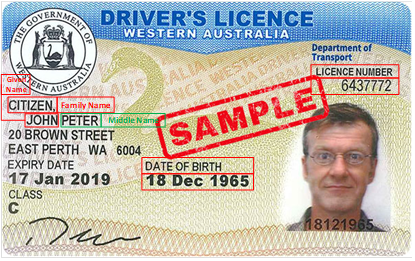 THE GOVERNMENT OF
WESTERN AUSTRALIA
DRIVER'S LICENCE
WESTERN AUSTRALIA
Department of
Transport
LICENCE NUMBER
6437772
Given
Name
CITIZEN, Family Name
JOHN PETER Middle Name
SAMPLE
20 BROWN STREET
EAST PERTH WA 6004
EXPIRY DATE
17 Jan 2019
DATE OF BIRTH
18 Dec 1965
CLASS
C
18121965